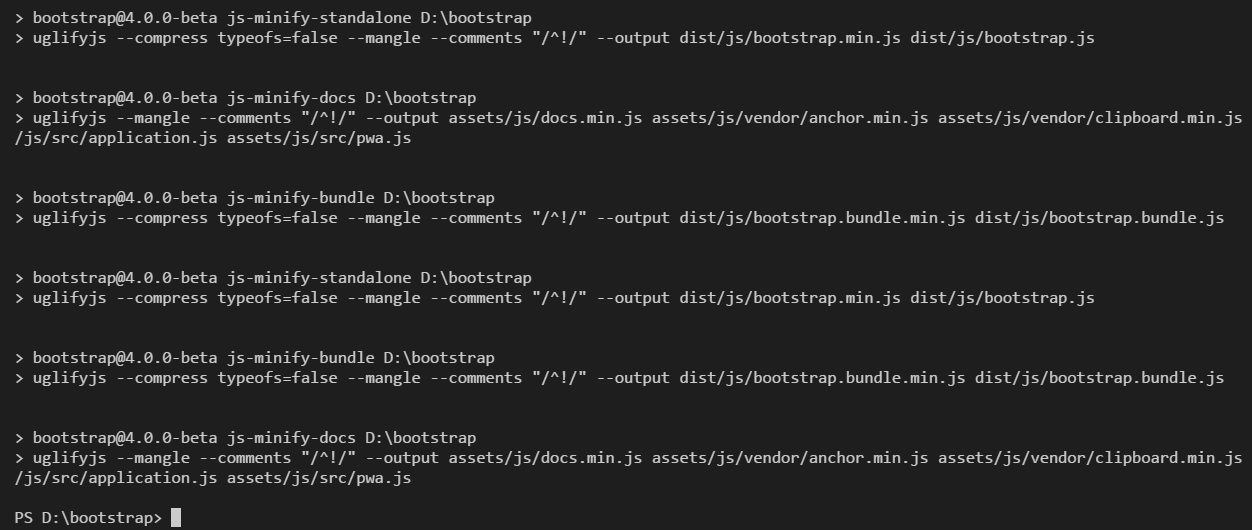 > bootstrap@4.0.0-beta js-minify-standalone D:\bootstrap
> uglifyjs --compress typeofs=false --mangle --comments "/^!/" --output dist/js/bootstrap.min.js dist/js/bootstrap.js
> bootstrap@4.0.0-beta js-minify-docs D:\bootstrap
> uglifyjs --mangle --comments "/^!/" --output assets/js/docs.min.js assets/js/vendor/anchor.min.js assets/js/vendor/clipboard.min.js
/js/src/application.js assets/js/src/pwa.js
> bootstrap@4.0.0-beta js-minify-bundle D:\bootstrap
> uglifyjs --compress typeofs=false --mangle --comments "/^!/" --output dist/js/bootstrap.bundle.min.js dist/js/bootstrap.bundle.js
> bootstrap@4.0.0-beta js-minify-standalone D:\bootstrap
> uglifyjs --compress typeofs=false --mangle --comments "/^!/" --output dist/js/bootstrap.min.js dist/js/bootstrap.js
> bootstrap@4.0.0-beta js-minify-bundle D:\bootstrap
> uglifyjs --compress typeofs=false --mangle --comments "/^!/" --output dist/js/bootstrap.bundle.min.js dist/js/bootstrap.bundle.js
> bootstrap@4.0.0-beta js-minify-docs D:\bootstrap
> uglifyjs --mangle --comments "/^!/" --output assets/js/docs.min.js assets/js/vendor/anchor.min.js assets/js/vendor/clipboard.min.js
/js/src/application.js assets/js/src/pwa.js
PS D:\bootstrap>